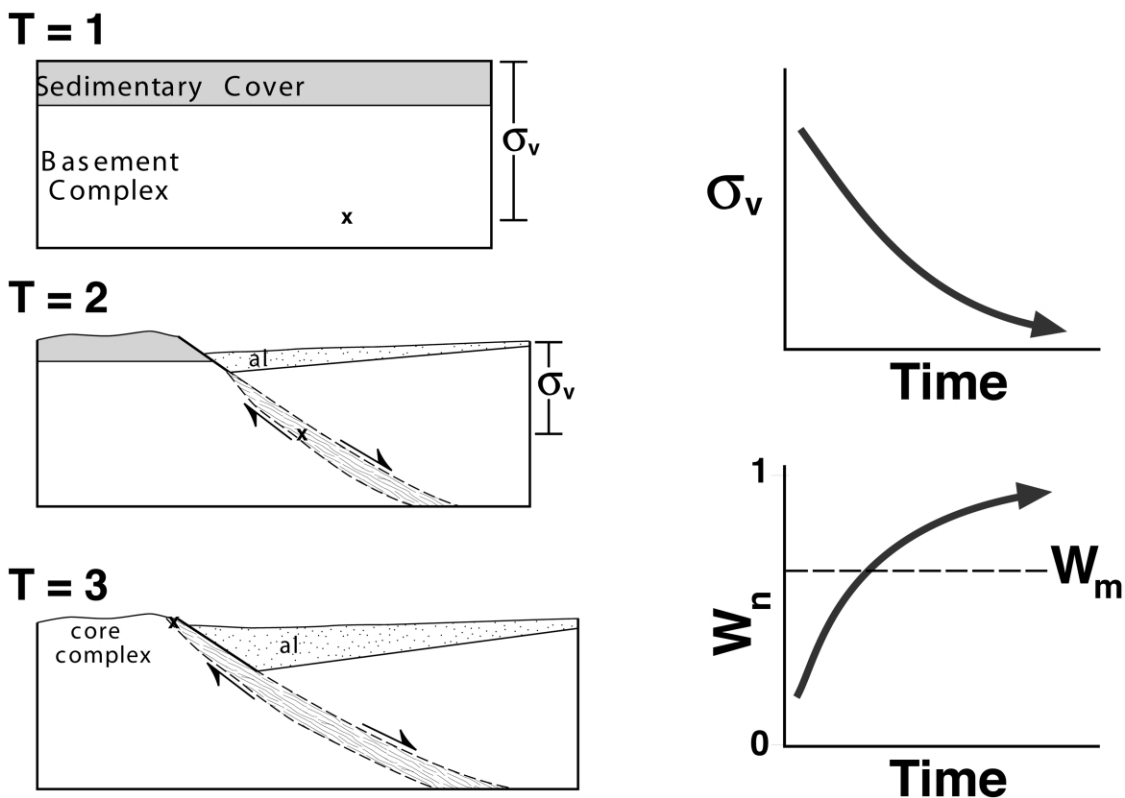 T = 1
Sedimentary Cover
σv
Basement
Complex
x
T = 2
al
σv
x
T = 3
x
core
complex
al
σv
Time
1
Wm
Wn
0
Time